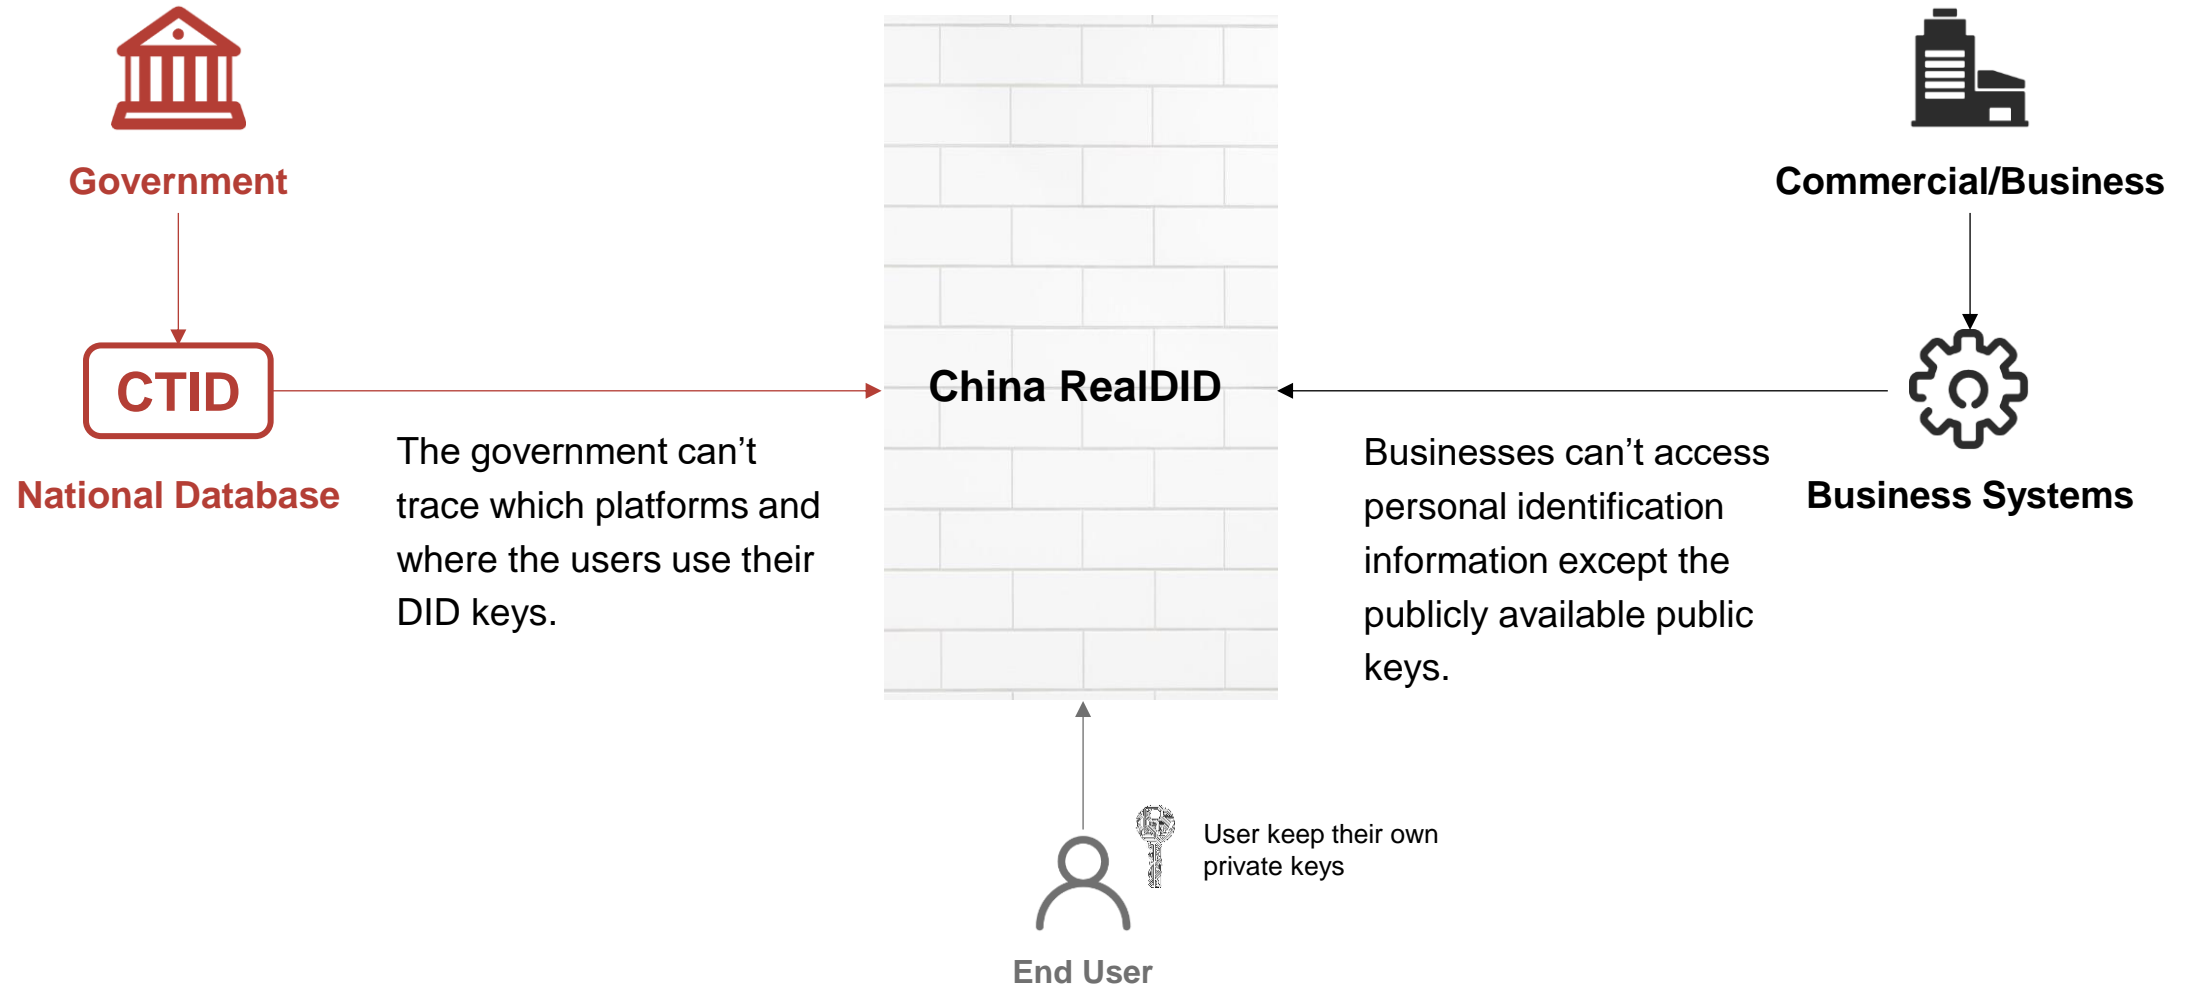 Government
CTID
National Database
The government can’t
trace which platforms and
where the users use their
DID keys.
China RealDID
Commercial/Business
Business Systems
Businesses can’t access
personal identification
information except the
publicly available public
keys.
User keep their own
private keys
End User